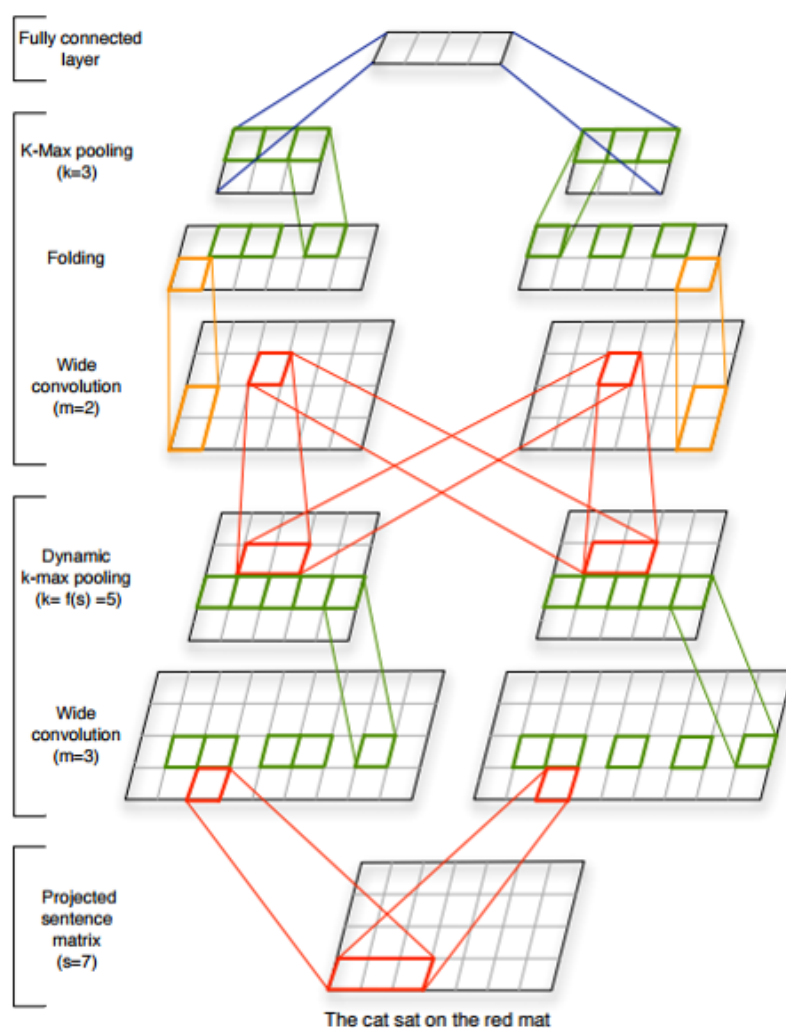 Fully connected
layer
K-Max pooling
(k=3)
Folding
Wide
convolution
(m=2)
Dynamic
k-max pooling
(k= f(s) =5)
Wide
convolution
(m=3)
Projected
sentence
matrix
(s=7)
The cat sat on the red mat